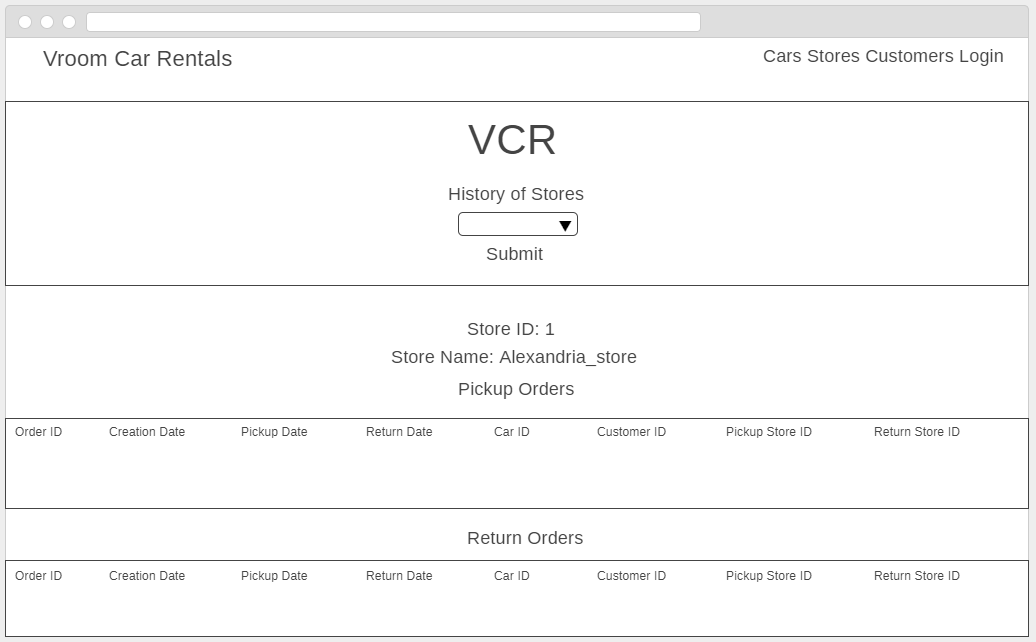 Vroom Car Rentals
Cars Stores Customers Login
VCR
History of Stores
Submit
Store ID: 1
Store Name: Alexandria_store
Pickup Orders
Order ID Creation Date Pickup Date Return Date Car ID Customer ID Pickup Store ID Return Store ID
Return Orders
Order ID Creation Date Pickup Date Return Date Car ID Customer ID Pickup Store ID Return Store ID